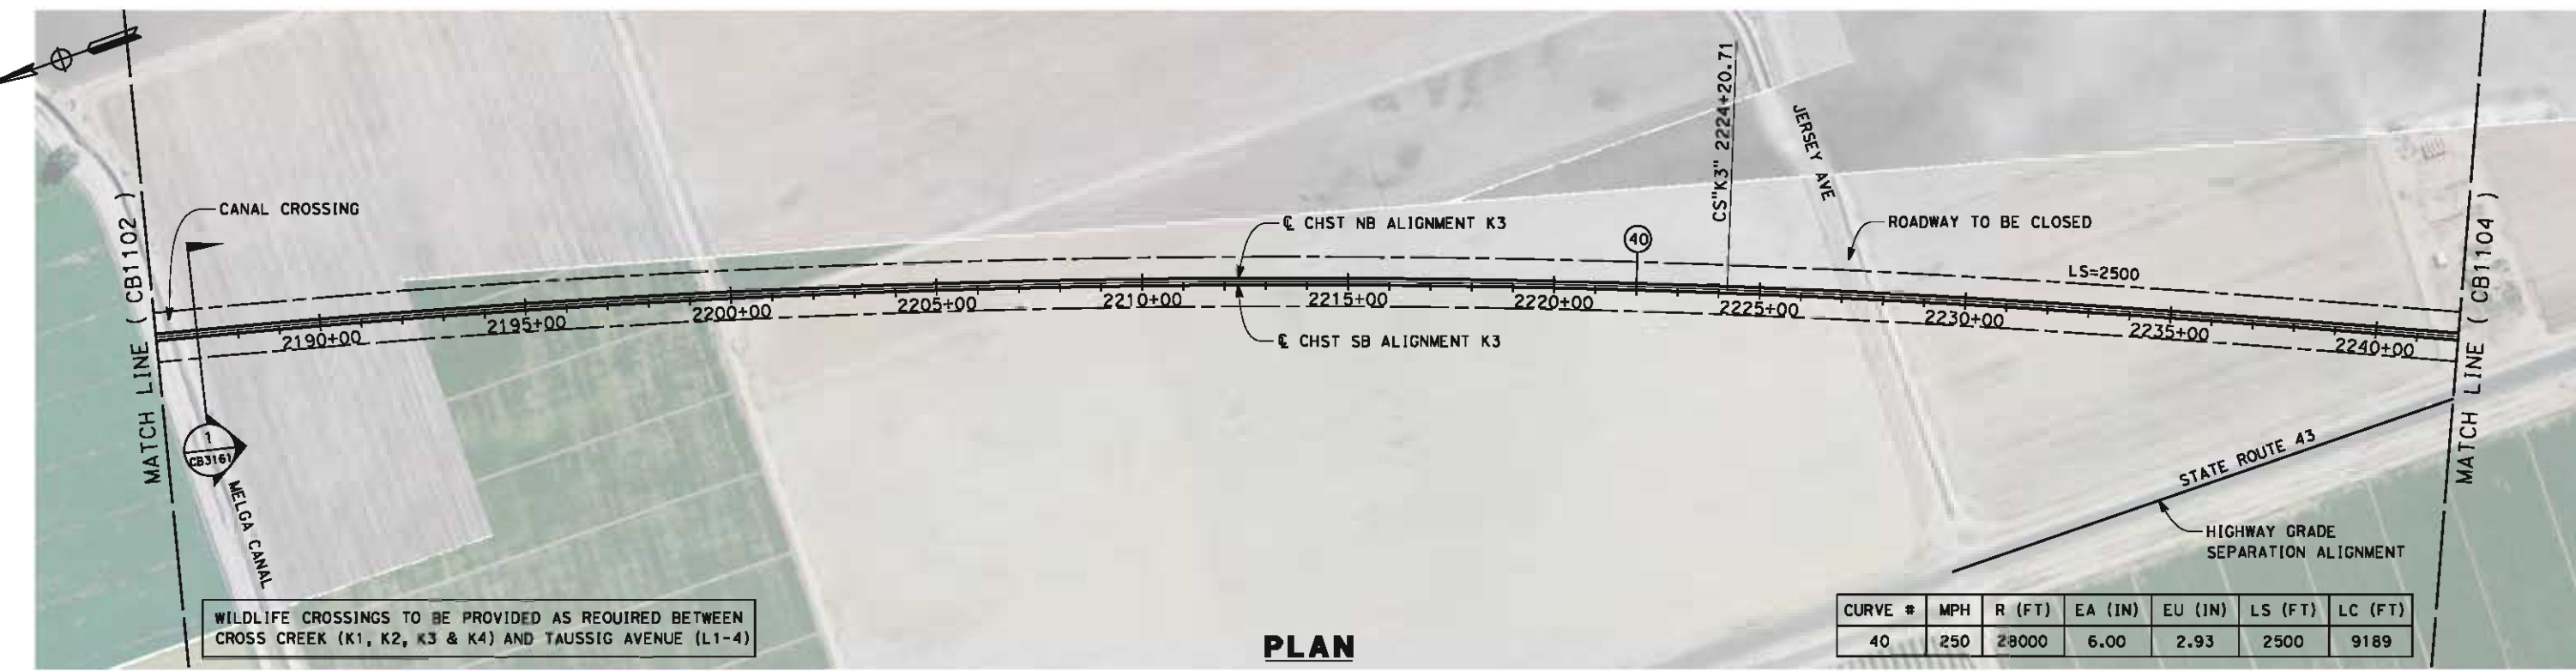 MATCH LINE ( CB1102 )
CANAL CROSSING
1
CB3161
MELGA CANAL
2190+00
2195+00
2200+00
2205+00
2210+00
2215+00
2220+00
2225+00
2230+00
2235+00
2240+00
℄ CHST NB ALIGNMENT K3
℄ CHST SB ALIGNMENT K3
40
CS"K3" 2224+20.71
JERSEY AVE
ROADWAY TO BE CLOSED
LS=2500
MATCH LINE ( CB1104 )
STATE ROUTE 43
HIGHWAY GRADE
SEPARATION ALIGNMENT
WILDLIFE CROSSINGS TO BE PROVIDED AS REQUIRED BETWEEN
CROSS CREEK (K1, K2, K3 & K4) AND TAUSSIG AVENUE (L1-4)
PLAN
CURVE # MPH R (FT) EA (IN) EU (IN) LS (FT) LC (FT)
40 250 28000 6.00 2.93 2500 9189